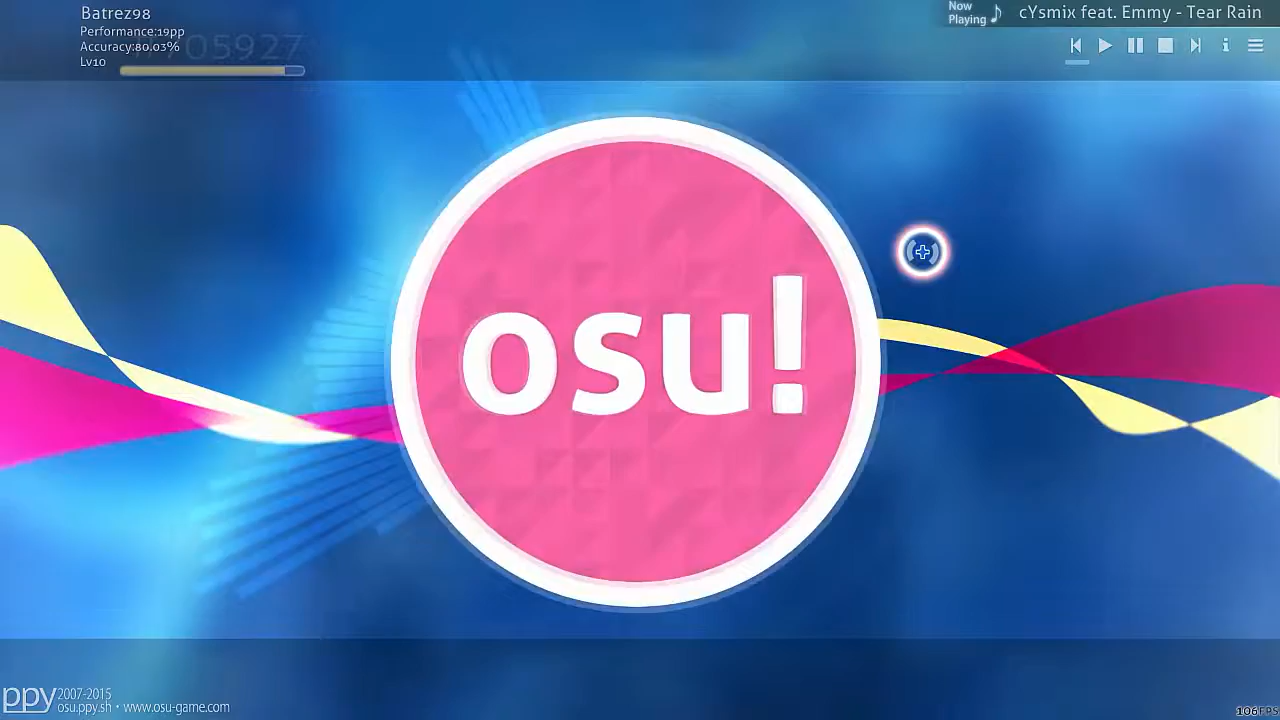 Batrez98
Performance:19pp
Accuracy:80.03%
Lv10
Now
Playing
cYsmix feat. Emmy - Tear Rain
osu!
ppy
2007-2015
osu.ppy.sh • www.osu-game.com
106FPS